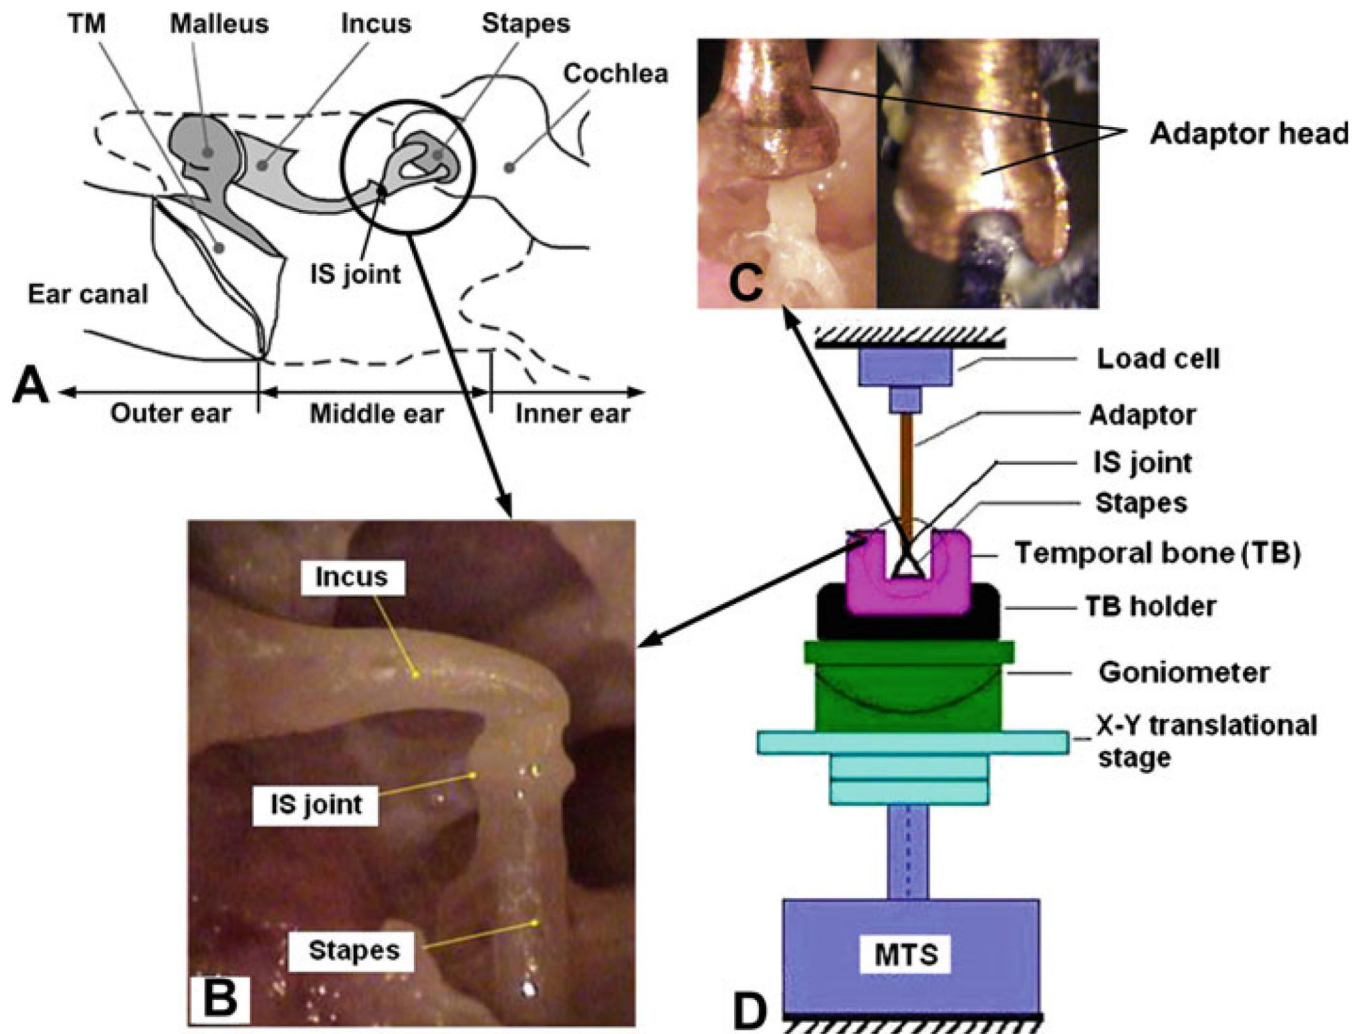 TM
Malleus
Incus
Stapes
Cochlea
IS joint
Ear canal
A
Outer ear
Middle ear
Inner ear
Adaptor head
C
Incus
IS joint
Stapes
B
Load cell
Adaptor
IS joint
Stapes
Temporal bone (TB)
TB holder
Goniometer
X-Y translational
stage
MTS
D